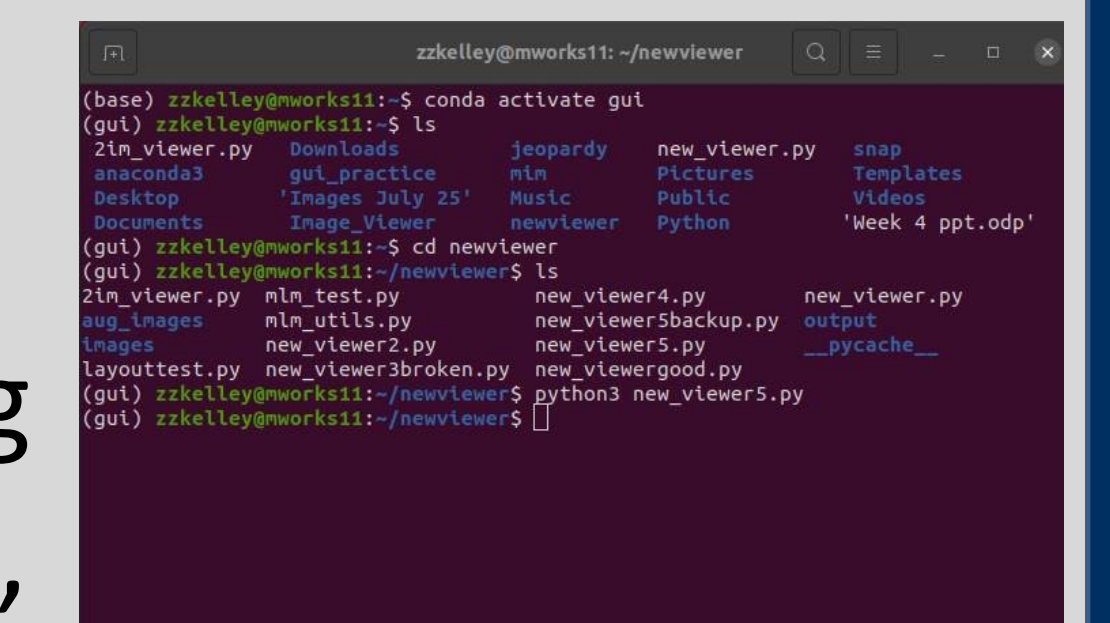 zzkelley@mworks11: ~/newviewer
(base) zzkelley@mworks11:~$ conda activate gui
(gui) zzkelley@mworks11:~$ ls
2im_viewer.py Downloads jeopardy new_viewer.py snap
anaconda3 gui_practice mim Pictures Templates
Desktop 'Images July 25' Music Public Videos
Documents Image_Viewer newviewer Python 'Week 4 ppt.odp'
(gui) zzkelley@mworks11:~$ cd newviewer
(gui) zzkelley@mworks11:~/newviewer$ ls
2im_viewer.py mlm_test.py new_viewer4.py new_viewer.py
aug_images mlm_utils.py new_viewer5backup.py output
images new_viewer2.py new_viewer5.py __pycache__
layouttest.py new_viewer3broken.py new_viewergood.py
(gui) zzkelley@mworks11:~/newviewer$ python3 new_viewer5.py
(gui) zzkelley@mworks11:~/newviewer$
g
,